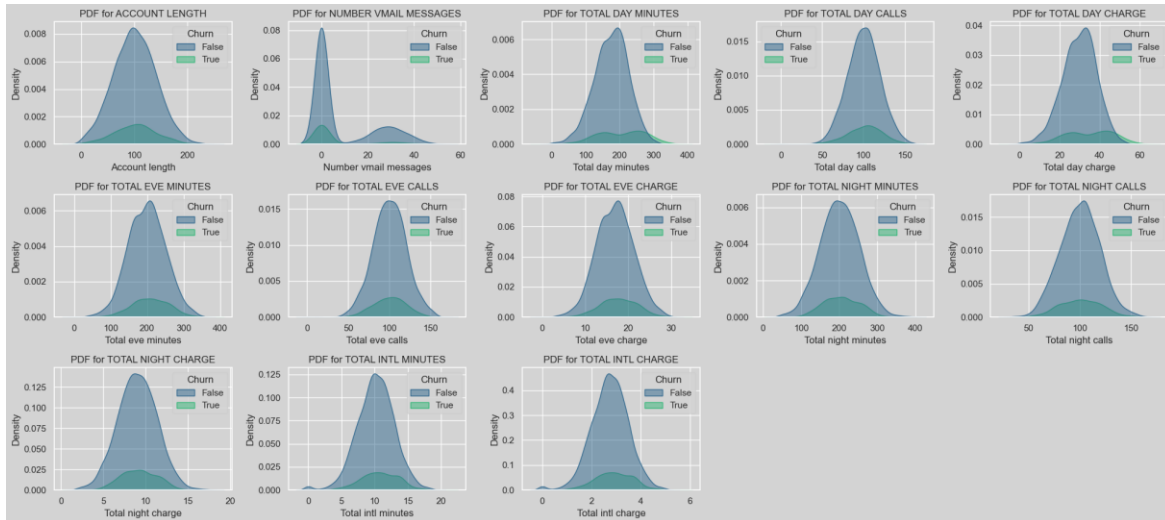 PDF for ACCOUNT LENGTH
Density
0.008
0.006
0.004
0.002
0.000
Churn
False
True
0 100 200
Account length
PDF for NUMBER VMAIL MESSAGES
Density
0.08
0.06
0.04
0.02
0.00
Churn
False
True
0 20 40 60
Number vmail messages
PDF for TOTAL DAY MINUTES
Density
0.006
0.004
0.002
0.000
Churn
False
True
0 100 200 300 400
Total day minutes
PDF for TOTAL DAY CALLS
Density
0.015
0.010
0.005
0.000
Churn
False
True
0 50 100 150
Total day calls
PDF for TOTAL DAY CHARGE
Density
0.04
0.03
0.02
0.01
0.00
Churn
False
True
0 20 40 60
Total day charge
PDF for TOTAL EVE MINUTES
Density
0.006
0.004
0.002
0.000
Churn
False
True
0 100 200 300 400
Total eve minutes
PDF for TOTAL EVE CALLS
Density
0.015
0.010
0.005
0.000
Churn
False
True
0 50 100 150
Total eve calls
PDF for TOTAL EVE CHARGE
Density
0.08
0.06
0.04
0.02
0.00
Churn
False
True
0 10 20 30
Total eve charge
PDF for TOTAL NIGHT MINUTES
Density
0.006
0.004
0.002
0.000
Churn
False
True
100 200 300 400
Total night minutes
PDF for TOTAL NIGHT CALLS
Density
0.015
0.010
0.005
0.000
Churn
False
True
50 100 150
Total night calls
PDF for TOTAL NIGHT CHARGE
Density
0.125
0.100
0.075
0.050
0.025
0.000
Churn
False
True
0 5 10 15 20
Total night charge
PDF for TOTAL INTL MINUTES
Density
0.125
0.100
0.075
0.050
0.025
0.000
Churn
False
True
0 5 10 15 20
Total intl minutes
PDF for TOTAL INTL CHARGE
Density
0.4
0.3
0.2
0.1
0.0
Churn
False
True
0 2 4 6
Total intl charge